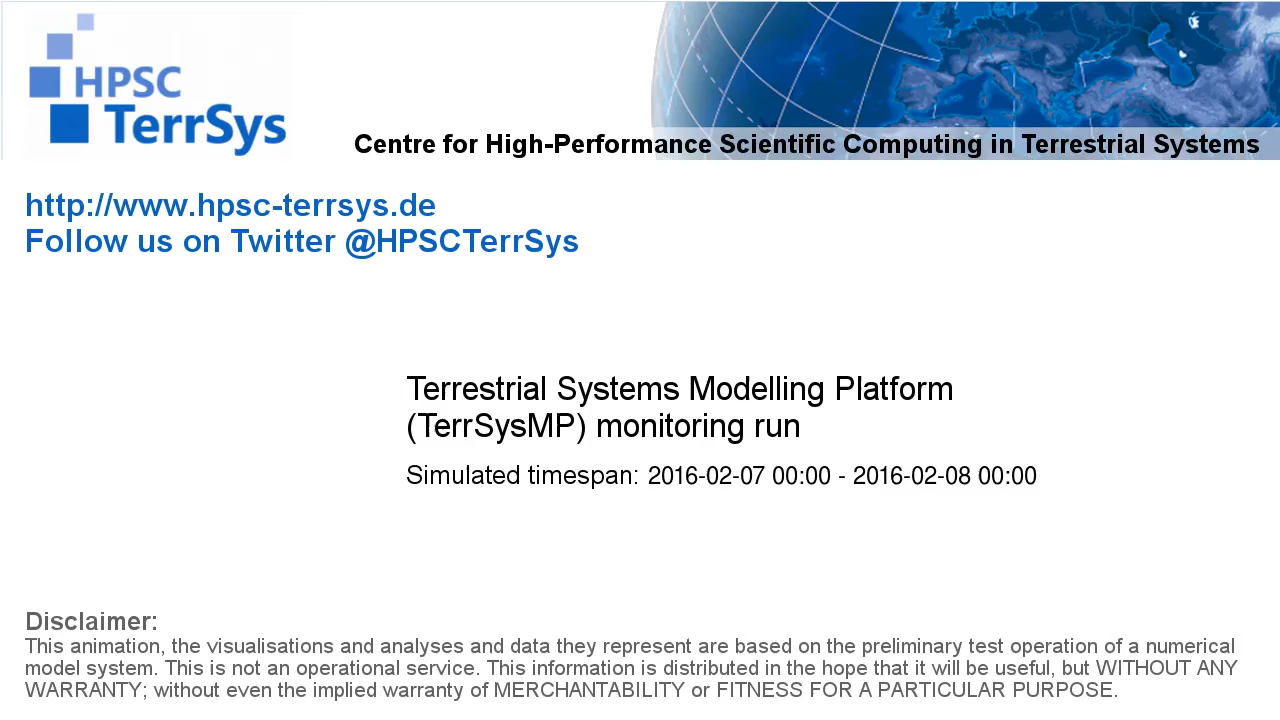 HPSC
TerrSys
Centre for High-Performance Scientific Computing in Terrestrial Systems
http://www.hpsc-terrsys.de
Follow us on Twitter @HPSCTerrSys
Terrestrial Systems Modelling Platform
(TerrSysMP) monitoring run
Simulated timespan: 2016-02-07 00:00 - 2016-02-08 00:00
Disclaimer:
This animation, the visualisations and analyses and data they represent are based on the preliminary test operation of a numerical
model system. This is not an operational service. This information is distributed in the hope that it will be useful, but WITHOUT ANY
WARRANTY; without even the implied warranty of MERCHANTABILITY or FITNESS FOR A PARTICULAR PURPOSE.